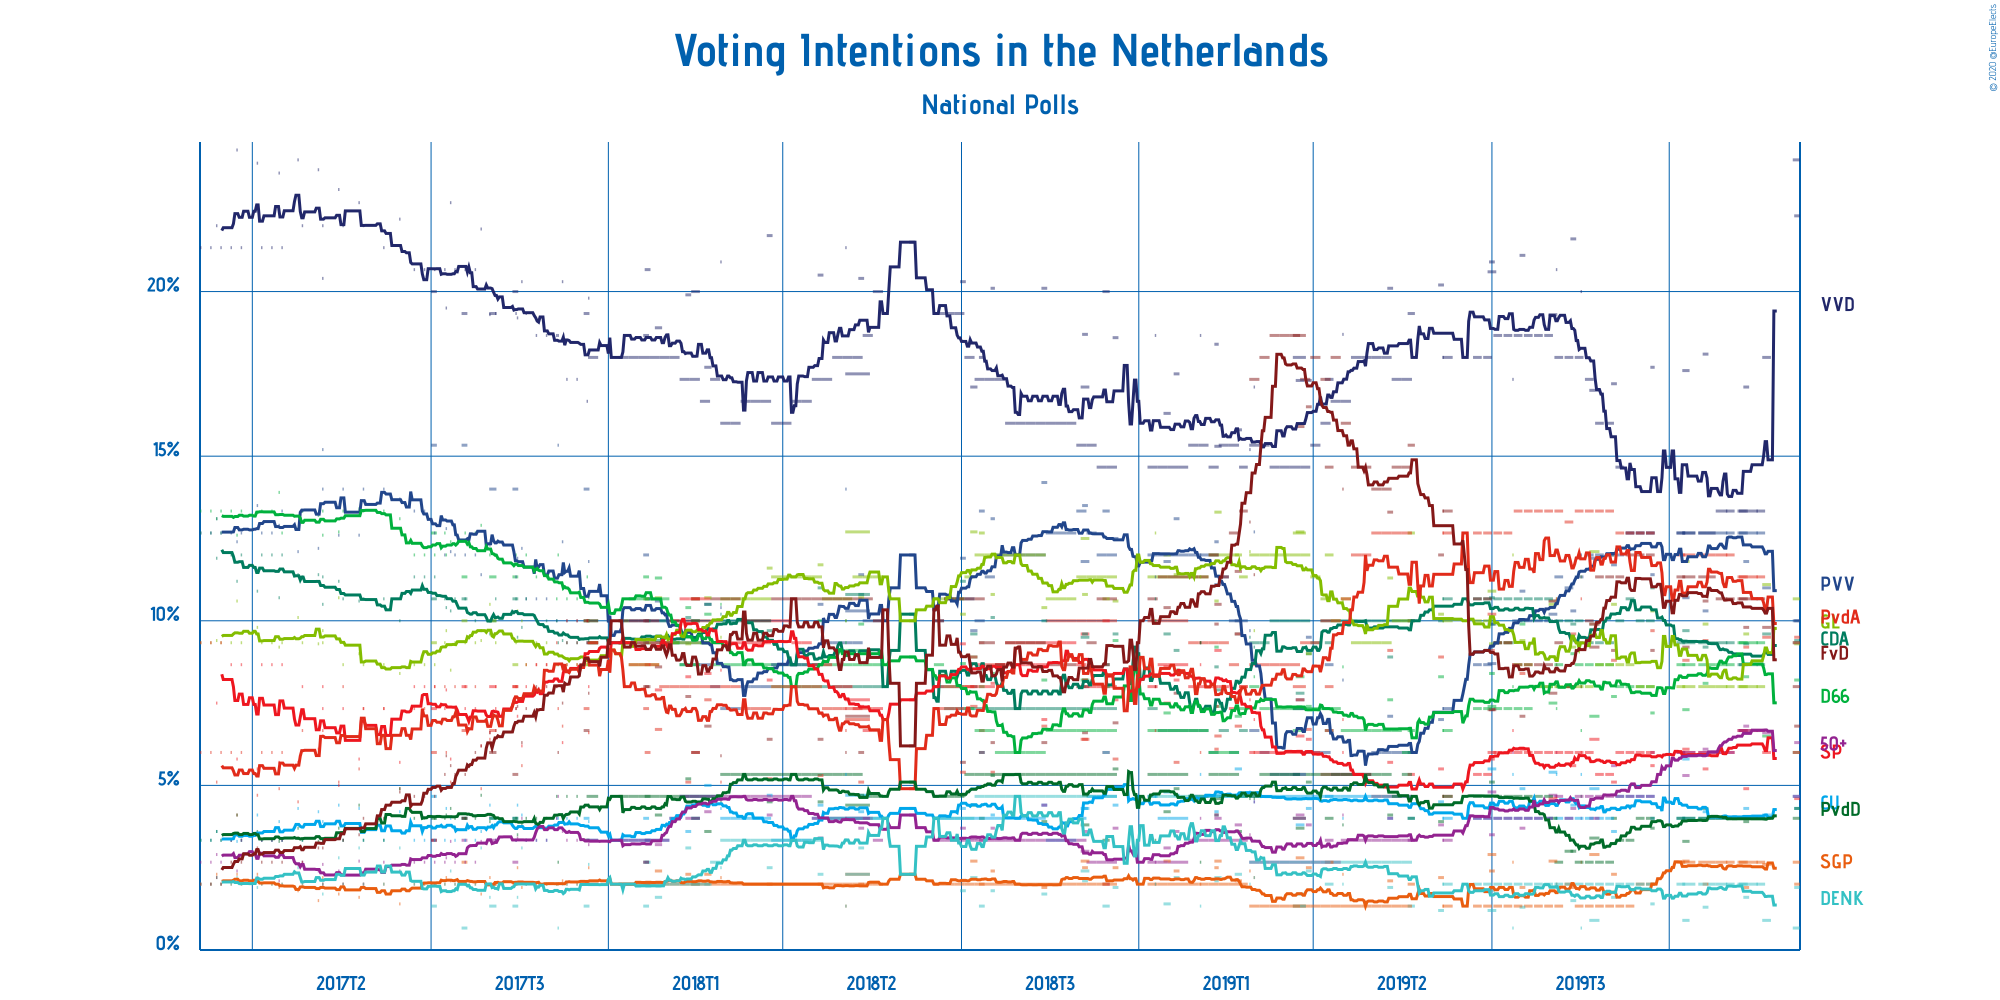 Voting Intentions in the Netherlands
National Polls
© 2020 @EuropeElects
20%
15%
10%
5%
0%
VVD
PVV
PvdA
GL
CDA
FvD
D66
50+
SP
CU
PvdD
SGP
DENK
2017T2
2017T3
2018T1
2018T2
2018T3
2019T1
2019T2
2019T3